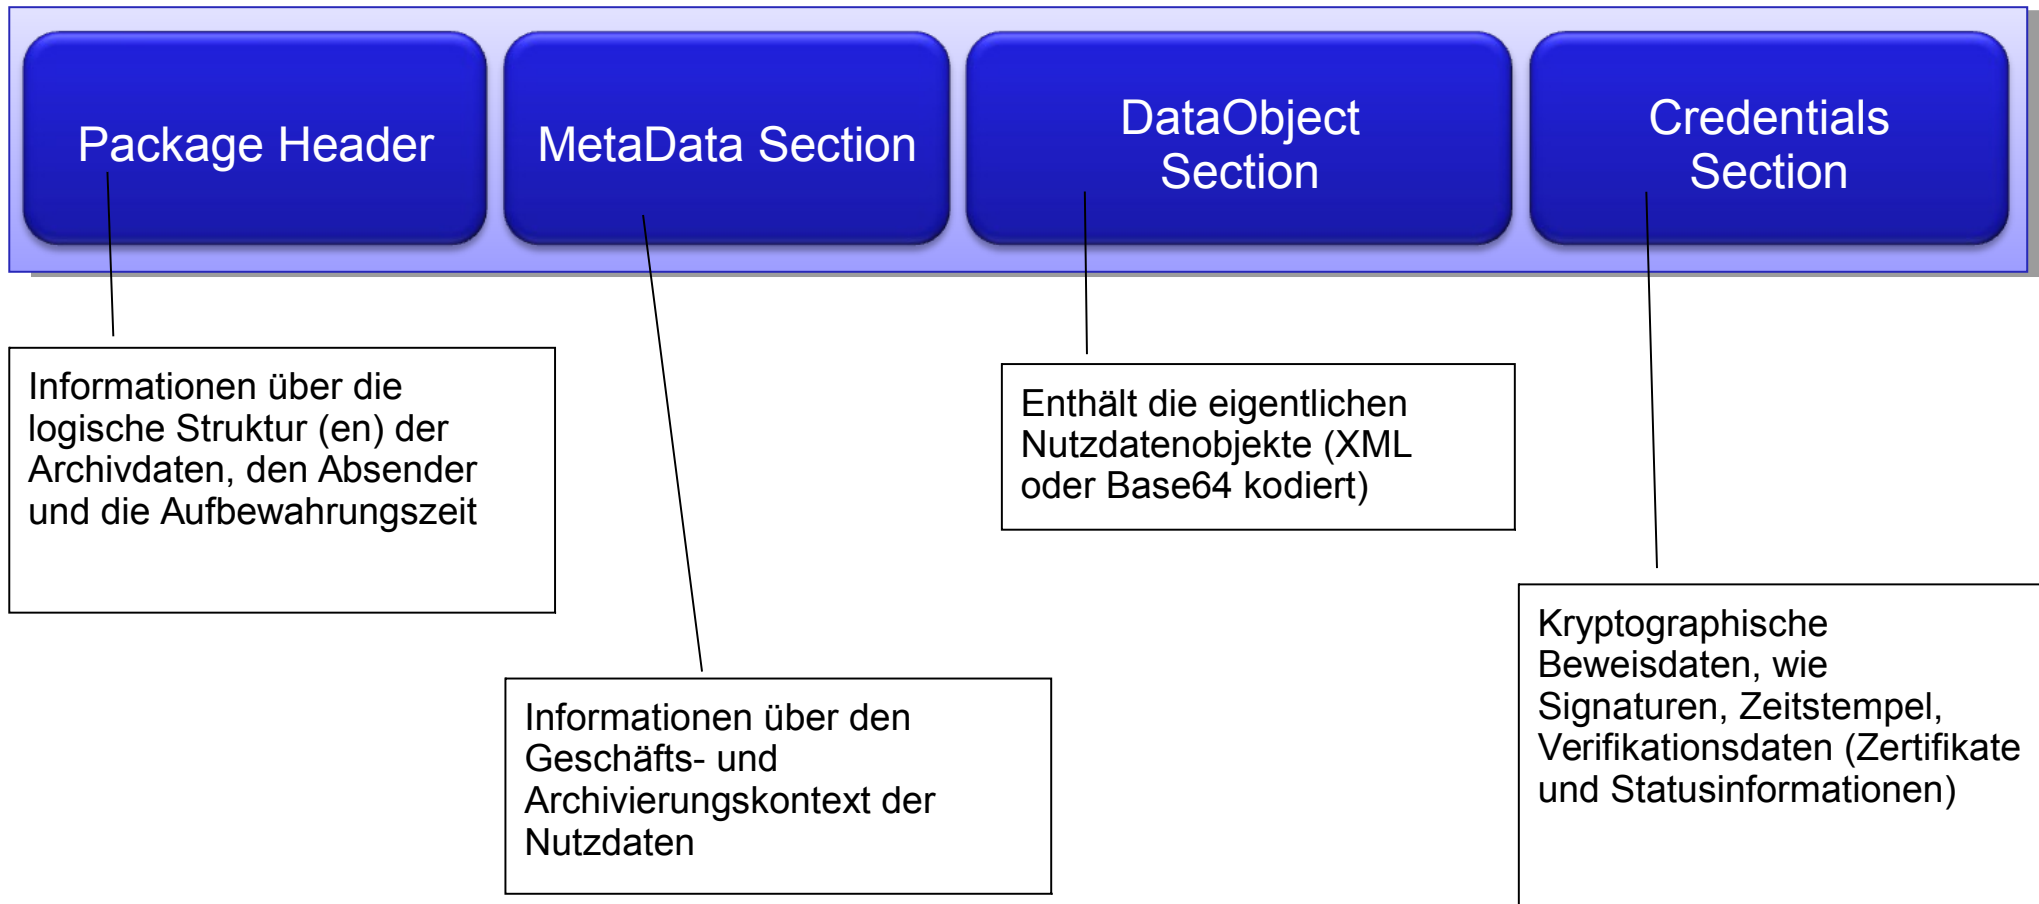 Package Header
MetaData Section
DataObject
Section
Credentials
Section
Informationen über die
logische Struktur (en) der
Archivdaten, den Absender
und die Aufbewahrungszeit
Informationen über den
Geschäfts- und
Archivierungskontext der
Nutzdaten
Enthält die eigentlichen
Nutzdatenobjekte (XML
oder Base64 kodiert)
Kryptographische
Beweisdaten, wie
Signaturen, Zeitstempel,
Verifikationsdaten (Zertifikate
und Statusinformationen)